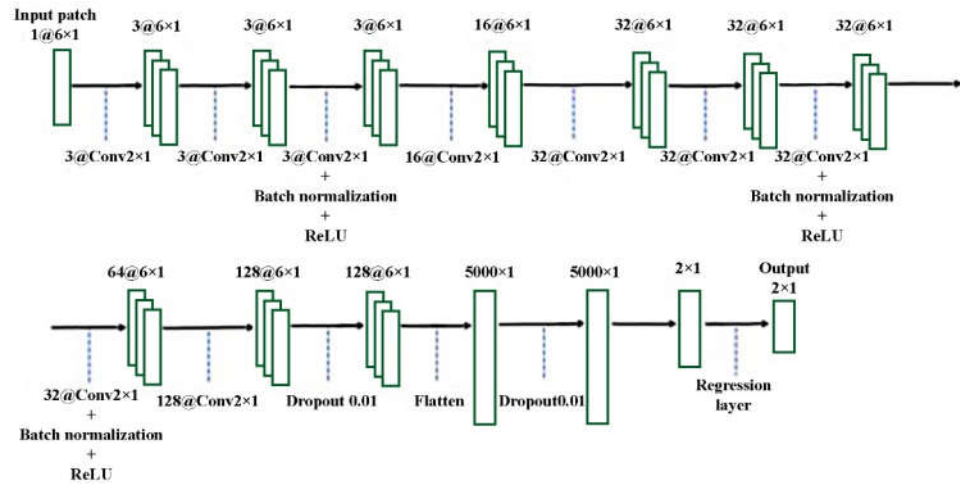 Input patch
1@6×1
3@6×1
3@6×1
3@6×1
16@6×1
32@6×1
32@6×1
32@6×1
3@Conv2×1
3@Conv2×1
3@Conv2×1
+
Batch normalization
+
ReLU
16@Conv2×1
32@Conv2×1
32@Conv2×1
32@Conv2×1
+
Batch normalization
+
ReLU
64@6×1
128@6×1
128@6×1
5000×1
5000×1
2×1
Output
2×1
32@Conv2×1
+
Batch normalization
+
ReLU
128@Conv2×1
Dropout 0.01
Flatten
Dropout0.01
Regression
layer